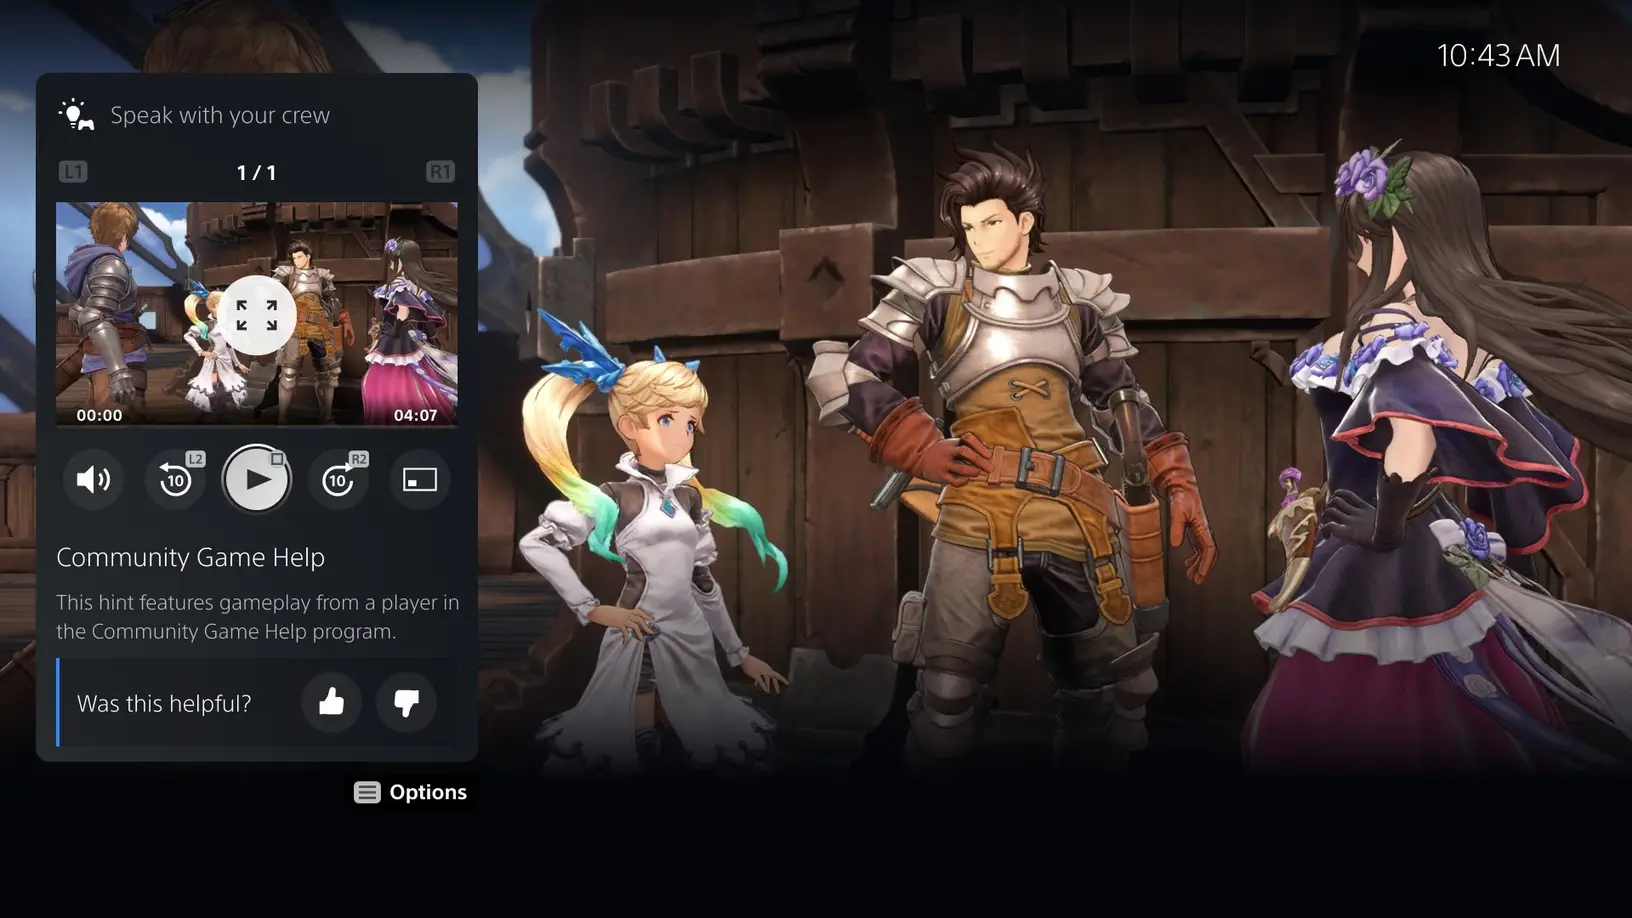 10:43 AM
Speak with your crew
L1
1 / 1
R1
00:00
04:07
L2
10
R2
10
Community Game Help
This hint features gameplay from a player in
the Community Game Help program.
Was this helpful?
Options